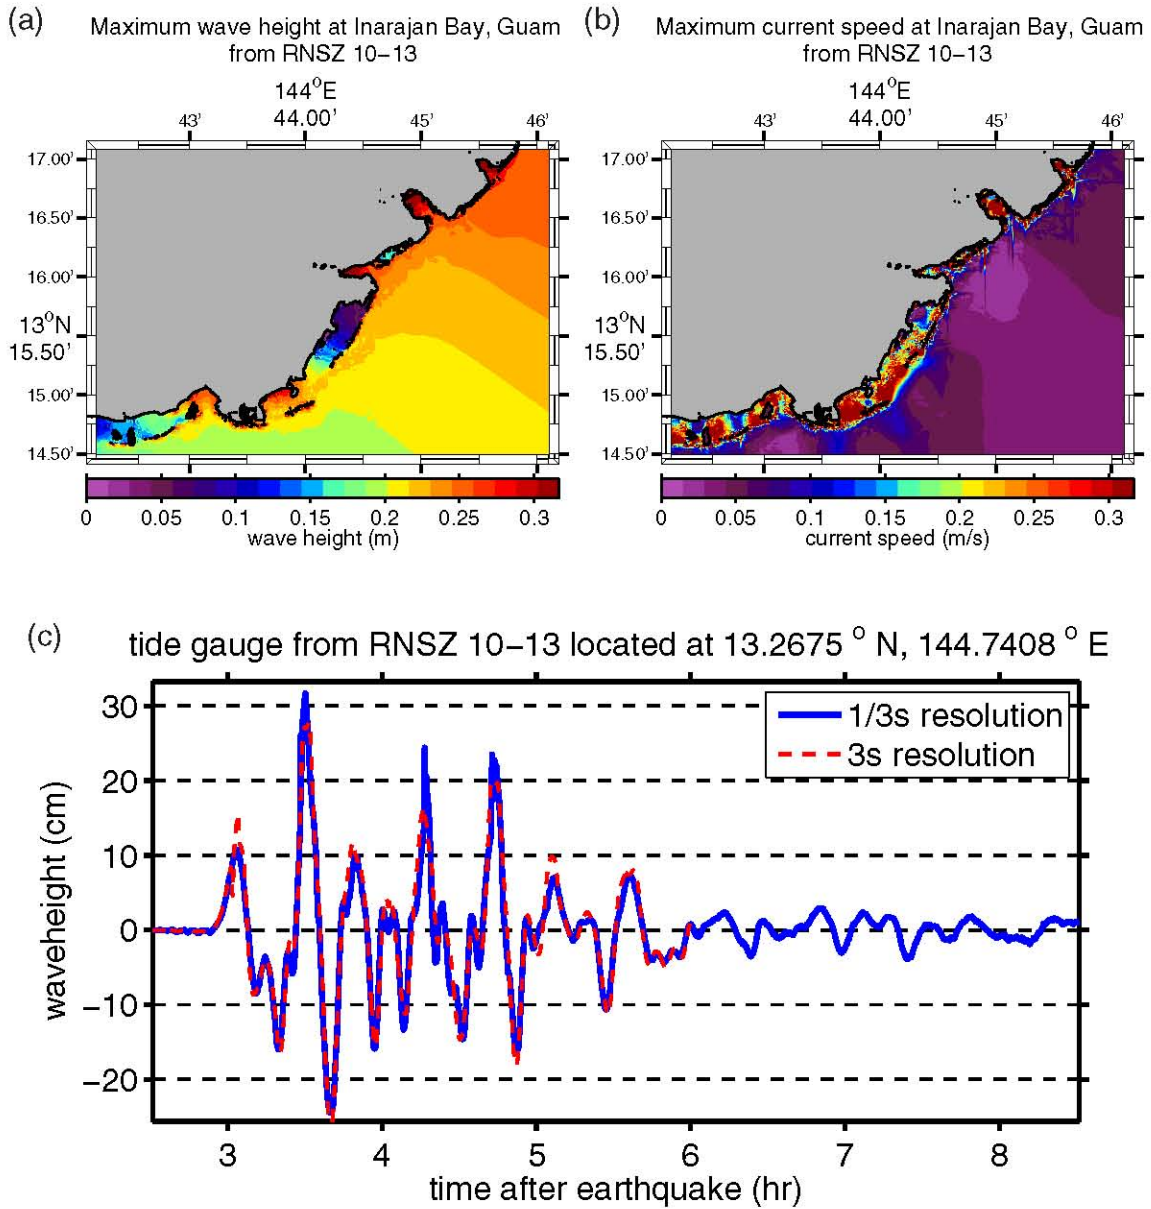 (a)
Maximum wave height at Inarajan Bay, Guam
from RNSZ 10−13
144°E
43' 44.00' 45' 46'
17.00'
16.50'
16.00'
13°N
15.50'
15.00'
14.50'
0 0.05 0.1 0.15 0.2 0.25 0.3
wave height (m)
(b)
Maximum current speed at Inarajan Bay, Guam
from RNSZ 10−13
144°E
43' 44.00' 45' 46'
17.00'
16.50'
16.00'
13°N
15.50'
15.00'
14.50'
0 0.05 0.1 0.15 0.2 0.25 0.3
current speed (m/s)
(c)
tide gauge from RNSZ 10−13 located at 13.2675 ° N, 144.7408 ° E
1/3s resolution
3s resolution
waveheight (cm)
30
20
10
0
−10
−20
3 4 5 6 7 8
time after earthquake (hr)